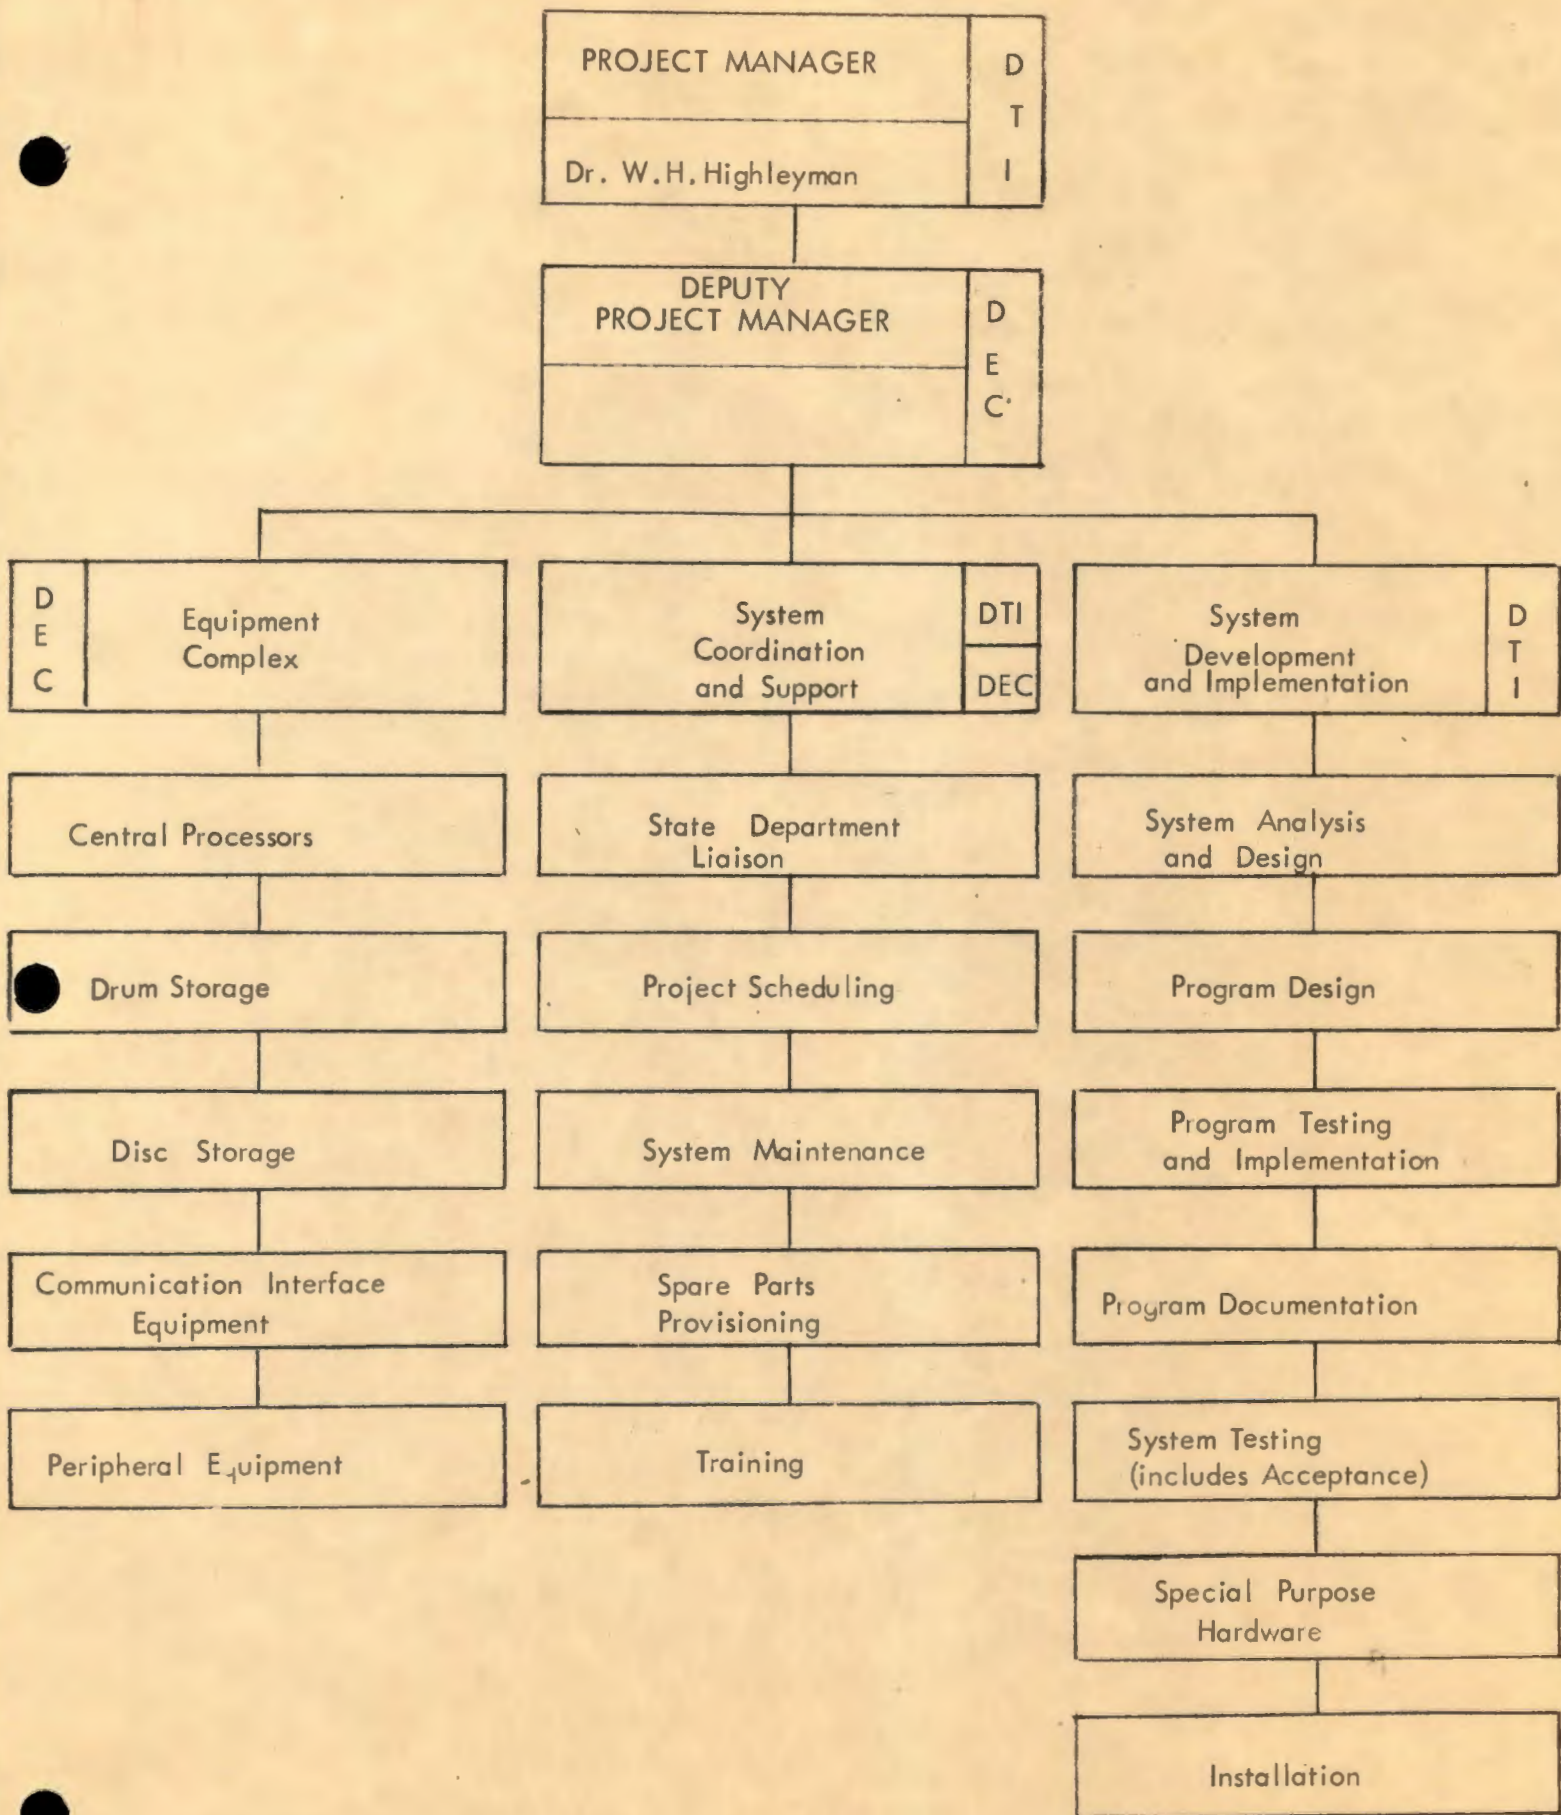 PROJECT MANAGER
D
T
I
Dr. W.H.Highleyman
DEPUTY
PROJECT MANAGER
D
E
C
D
E
C
Equipment
Complex
System
Coordination
and Support
DTI
DEC
System
Development
and Implementation
D
T
I
Central Processors
State Department
Liaison
System Analysis
and Design
Drum Storage
Project Scheduling
Program Design
Disc Storage
System Maintenance
Program Testing
and Implementation
Communication Interface
Equipment
Spare Parts
Provisioning
Program Documentation
Peripheral Equipment
Training
System Testing
(includes Acceptance)
Special Purpose
Hardware
Installation